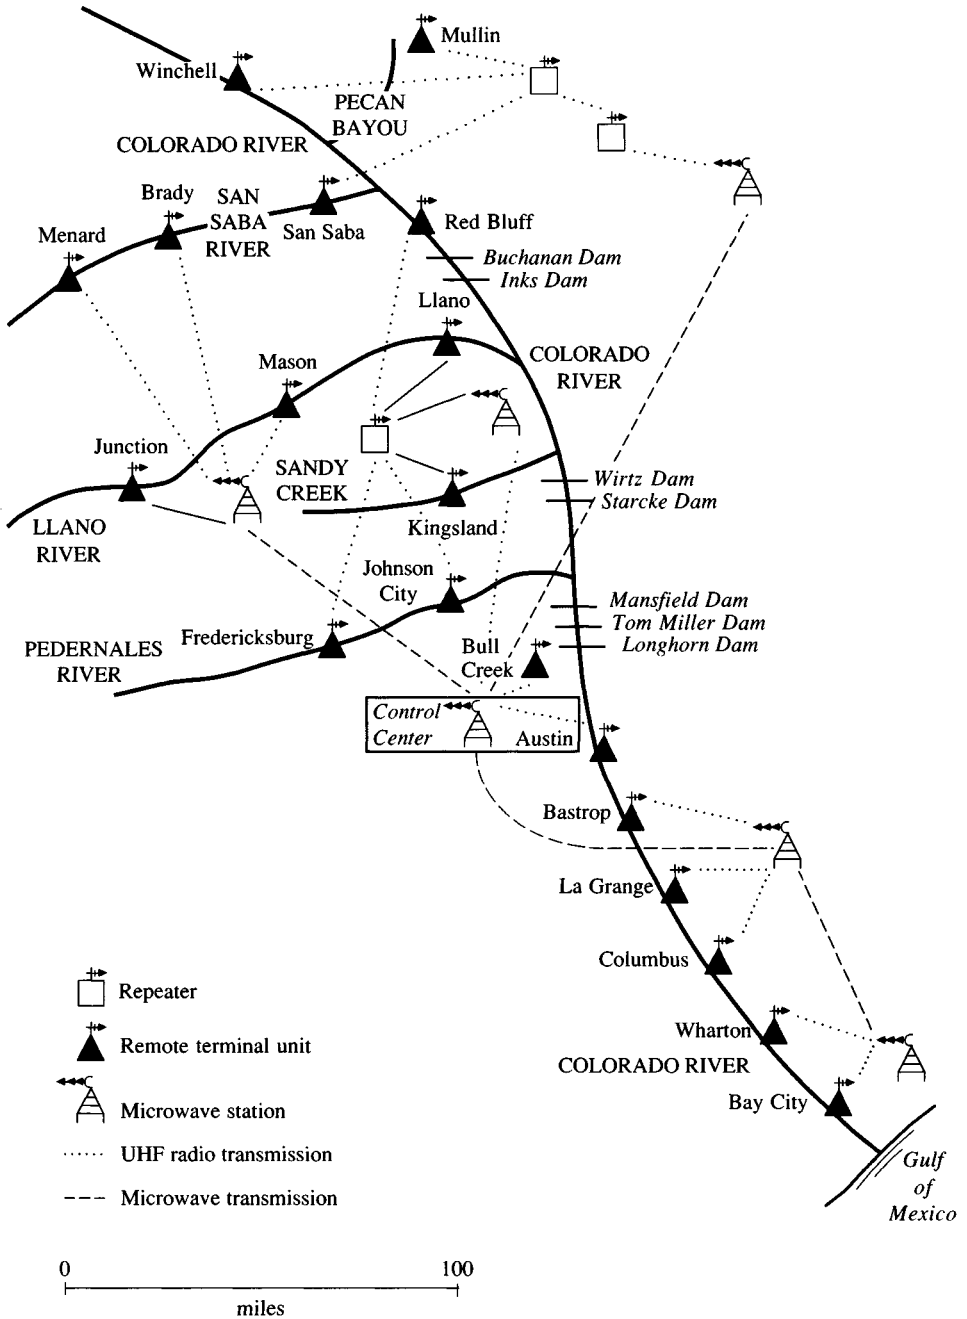 Mullin
Winchell
PECAN
BAYOU
COLORADO RIVER
Brady
SAN
SABA
RIVER
San Saba
Menard
Red Bluff
Buchanan Dam
Inks Dam
Llano
COLORADO
RIVER
Mason
Junction
SANDY
CREEK
Wirtz Dam
Starcke Dam
LLANO
RIVER
Kingsland
Johnson
City
Mansfield Dam
Tom Miller Dam
Longhorn Dam
PEDERNALES
RIVER
Fredericksburg
Bull
Creek
Control
Center
Austin
Bastrop
La Grange
Columbus
Wharton
COLORADO RIVER
Bay City
Gulf
of
Mexico
Repeater
Remote terminal unit
Microwave station
UHF radio transmission
Microwave transmission
0 100
miles